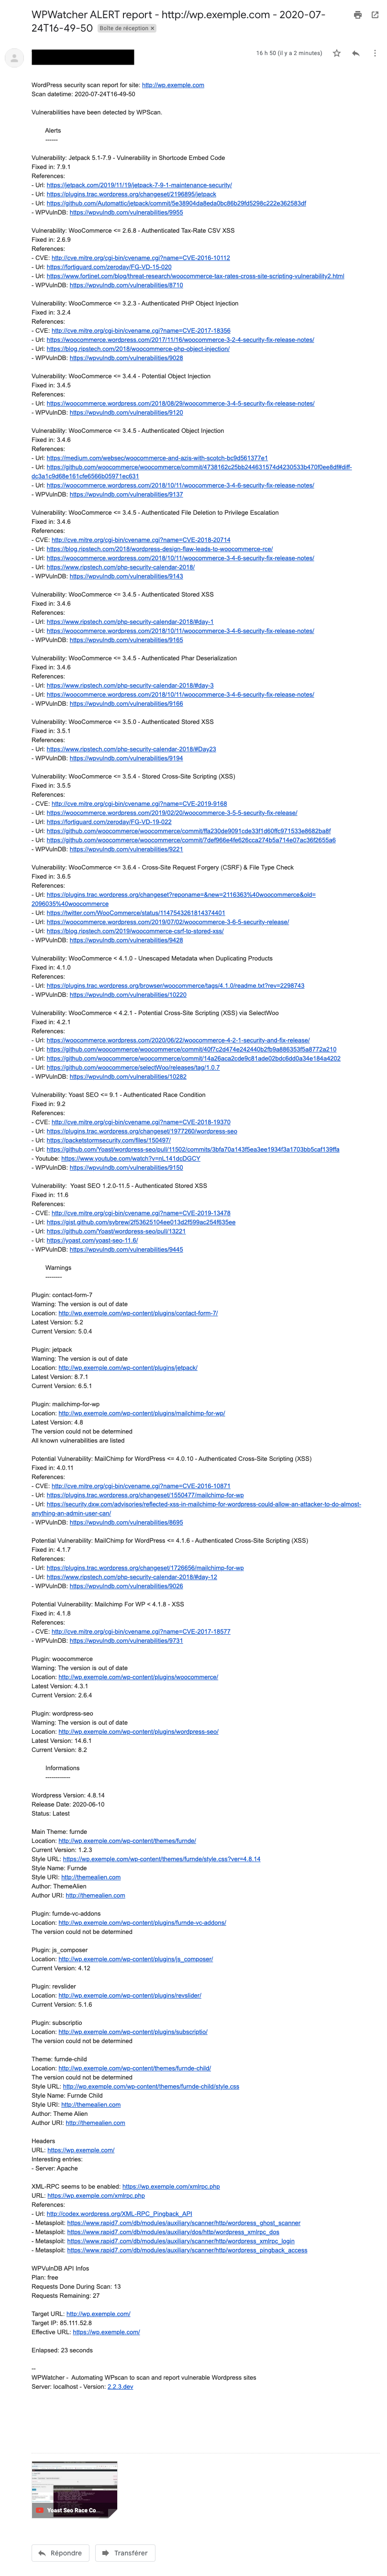 WPWatcher ALERT report - http://wp.exemple.com - 2020-07-
24T16-49-50 Boîte de réception ×
16 h 50 (il y a 2 minutes)
WordPress security scan report for site: http://wp.exemple.com
Scan datetime: 2020-07-24T16-49-50
Vulnerabilities have been detected by WPScan.
Alerts
------
Vulnerability: Jetpack 5.1-7.9 - Vulnerability in Shortcode Embed Code
Fixed in: 7.9.1
References:
- Url: https://jetpack.com/2019/11/19/jetpack-7-9-1-maintenance-security/
- Url: https://plugins.trac.wordpress.org/changeset/2196895/jetpack
- Url: https://github.com/Automattic/jetpack/commit/5e38904da8eda0bc86b29fd5298c222e362583df
- WPVulnDB: https://wpvulndb.com/vulnerabilities/9955
Vulnerability: WooCommerce <= 2.6.8 - Authenticated Tax-Rate CSV XSS
Fixed in: 2.6.9
References:
- CVE: http://cve.mitre.org/cgi-bin/cvename.cgi?name=CVE-2016-10112
- Url: https://fortiguard.com/zeroday/FG-VD-15-020
- Url: https://www.fortinet.com/blog/threat-research/woocommerce-tax-rates-cross-site-scripting-vulnerability2.html
- WPVulnDB: https://wpvulndb.com/vulnerabilities/8710
Vulnerability: WooCommerce <= 3.2.3 - Authenticated PHP Object Injection
Fixed in: 3.2.4
References:
- CVE: http://cve.mitre.org/cgi-bin/cvename.cgi?name=CVE-2017-18356
- Url: https://woocommerce.wordpress.com/2017/11/16/woocommerce-3-2-4-security-fix-release-notes/
- Url: https://blog.ripstech.com/2018/woocommerce-php-object-injection/
- WPVulnDB: https://wpvulndb.com/vulnerabilities/9028
Vulnerability: WooCommerce <= 3.4.4 - Potential Object Injection
Fixed in: 3.4.5
References:
- Url: https://woocommerce.wordpress.com/2018/08/29/woocommerce-3-4-5-security-fix-release-notes/
- WPVulnDB: https://wpvulndb.com/vulnerabilities/9120
Vulnerability: WooCommerce <= 3.4.5 - Authenticated Object Injection
Fixed in: 3.4.6
References:
- Url: https://medium.com/websec/woocommerce-and-azis-with-scotch-bc9d561377e1
- Url: https://github.com/woocommerce/woocommerce/commit/4738162c25bb244631574d4230533b470f0ee8df#diff-
dc3a1c9d68e161cfe6566b05971ec631
- Url: https://woocommerce.wordpress.com/2018/10/11/woocommerce-3-4-6-security-fix-release-notes/
- WPVulnDB: https://wpvulndb.com/vulnerabilities/9137
Vulnerability: WooCommerce <= 3.4.5 - Authenticated File Deletion to Privilege Escalation
Fixed in: 3.4.6
References:
- CVE: http://cve.mitre.org/cgi-bin/cvename.cgi?name=CVE-2018-20714
- Url: https://blog.ripstech.com/2018/wordpress-design-flaw-leads-to-woocommerce-rce/
- Url: https://woocommerce.wordpress.com/2018/10/11/woocommerce-3-4-6-security-fix-release-notes/
- Url: https://www.ripstech.com/php-security-calendar-2018/
- WPVulnDB: https://wpvulndb.com/vulnerabilities/9143
Vulnerability: WooCommerce <= 3.4.5 - Authenticated Stored XSS
Fixed in: 3.4.6
References:
- Url: https://www.ripstech.com/php-security-calendar-2018/#day-1
- Url: https://woocommerce.wordpress.com/2018/10/11/woocommerce-3-4-6-security-fix-release-notes/
- WPVulnDB: https://wpvulndb.com/vulnerabilities/9165
Vulnerability: WooCommerce <= 3.4.5 - Authenticated Phar Deserialization
Fixed in: 3.4.6
References:
- Url: https://www.ripstech.com/php-security-calendar-2018/#day-3
- Url: https://woocommerce.wordpress.com/2018/10/11/woocommerce-3-4-6-security-fix-release-notes/
- WPVulnDB: https://wpvulndb.com/vulnerabilities/9166
Vulnerability: WooCommerce <= 3.5.0 - Authenticated Stored XSS
Fixed in: 3.5.1
References:
- Url: https://www.ripstech.com/php-security-calendar-2018/#Day23
- WPVulnDB: https://wpvulndb.com/vulnerabilities/9194
Vulnerability: WooCommerce <= 3.5.4 - Stored Cross-Site Scripting (XSS)
Fixed in: 3.5.5
References:
- CVE: http://cve.mitre.org/cgi-bin/cvename.cgi?name=CVE-2019-9168
- Url: https://woocommerce.wordpress.com/2019/02/20/woocommerce-3-5-5-security-fix-release/
- Url: https://fortiguard.com/zeroday/FG-VD-19-022
- Url: https://github.com/woocommerce/woocommerce/commit/ffa230de9091cde33f1d60ffc971533e8682ba8f
- Url: https://github.com/woocommerce/woocommerce/commit/7def966e4fe626cca274b5a714e07ac36f2655a6
- WPVulnDB: https://wpvulndb.com/vulnerabilities/9221
Vulnerability: WooCommerce <= 3.6.4 - Cross-Site Request Forgery (CSRF) & File Type Check
Fixed in: 3.6.5
References:
- Url: https://plugins.trac.wordpress.org/changeset?reponame=&new=2116363%40woocommerce&old=
2096035%40woocommerce
- Url: https://twitter.com/WooCommerce/status/1147543261814374401
- Url: https://woocommerce.wordpress.com/2019/07/02/woocommerce-3-6-5-security-release/
- Url: https://blog.ripstech.com/2019/woocommerce-csrf-to-stored-xss/
- WPVulnDB: https://wpvulndb.com/vulnerabilities/9428
Vulnerability: WooCommerce < 4.1.0 - Unescaped Metadata when Duplicating Products
Fixed in: 4.1.0
References:
- Url: https://plugins.trac.wordpress.org/browser/woocommerce/tags/4.1.0/readme.txt?rev=2298743
- WPVulnDB: https://wpvulndb.com/vulnerabilities/10220
Vulnerability: WooCommerce < 4.2.1 - Potential Cross-Site Scripting (XSS) via SelectWoo
Fixed in: 4.2.1
References:
- Url: https://woocommerce.wordpress.com/2020/06/22/woocommerce-4-2-1-security-and-fix-release/
- Url: https://github.com/woocommerce/woocommerce/commit/40f7c2d474e242440b2fb9a886353f5a8772a210
- Url: https://github.com/woocommerce/woocommerce/commit/14a26aca2cde9c81ade02bdc6dd0a34e184a4202
- Url: https://github.com/woocommerce/selectWoo/releases/tag/1.0.7
- WPVulnDB: https://wpvulndb.com/vulnerabilities/10282
Vulnerability: Yoast SEO <= 9.1 - Authenticated Race Condition
Fixed in: 9.2
References:
- CVE: http://cve.mitre.org/cgi-bin/cvename.cgi?name=CVE-2018-19370
- Url: https://plugins.trac.wordpress.org/changeset/1977260/wordpress-seo
- Url: https://packetstormsecurity.com/files/150497/
- Url: https://github.com/Yoast/wordpress-seo/pull/11502/commits/3bfa70a143f5ea3ee1934f3a1703bb5caf139ffa
- Youtube: https://www.youtube.com/watch?v=nL141dcDGCY
- WPVulnDB: https://wpvulndb.com/vulnerabilities/9150
Vulnerability: Yoast SEO 1.2.0-11.5 - Authenticated Stored XSS
Fixed in: 11.6
References:
- CVE: http://cve.mitre.org/cgi-bin/cvename.cgi?name=CVE-2019-13478
- Url: https://gist.github.com/sybrew/2f53625104ee013d2f599ac254f635ee
- Url: https://github.com/Yoast/wordpress-seo/pull/13221
- Url: https://yoast.com/yoast-seo-11.6/
- WPVulnDB: https://wpvulndb.com/vulnerabilities/9445
Warnings
--------
Plugin: contact-form-7
Warning: The version is out of date
Location: http://wp.exemple.com/wp-content/plugins/contact-form-7/
Latest Version: 5.2
Current Version: 5.0.4
Plugin: jetpack
Warning: The version is out of date
Location: http://wp.exemple.com/wp-content/plugins/jetpack/
Latest Version: 8.7.1
Current Version: 6.5.1
Plugin: mailchimp-for-wp
Location: http://wp.exemple.com/wp-content/plugins/mailchimp-for-wp/
Latest Version: 4.8
The version could not be determined
All known vulnerabilities are listed
Potential Vulnerability: MailChimp for WordPress <= 4.0.10 - Authenticated Cross-Site Scripting (XSS)
Fixed in: 4.0.11
References:
- CVE: http://cve.mitre.org/cgi-bin/cvename.cgi?name=CVE-2016-10871
- Url: https://plugins.trac.wordpress.org/changeset/1550477/mailchimp-for-wp
- Url: https://security.dxw.com/advisories/reflected-xss-in-mailchimp-for-wordpress-could-allow-an-attacker-to-do-almost-
anything-an-admin-user-can/
- WPVulnDB: https://wpvulndb.com/vulnerabilities/8695
Potential Vulnerability: MailChimp for WordPress <= 4.1.6 - Authenticated Cross-Site Scripting (XSS)
Fixed in: 4.1.7
References:
- Url: https://plugins.trac.wordpress.org/changeset/1726656/mailchimp-for-wp
- Url: https://www.ripstech.com/php-security-calendar-2018/#day-12
- WPVulnDB: https://wpvulndb.com/vulnerabilities/9026
Potential Vulnerability: Mailchimp For WP < 4.1.8 - XSS
Fixed in: 4.1.8
References:
- CVE: http://cve.mitre.org/cgi-bin/cvename.cgi?name=CVE-2017-18577
- WPVulnDB: https://wpvulndb.com/vulnerabilities/9731
Plugin: woocommerce
Warning: The version is out of date
Location: http://wp.exemple.com/wp-content/plugins/woocommerce/
Latest Version: 4.3.1
Current Version: 2.6.4
Plugin: wordpress-seo
Warning: The version is out of date
Location: http://wp.exemple.com/wp-content/plugins/wordpress-seo/
Latest Version: 14.6.1
Current Version: 8.2
Informations
------------
Wordpress Version: 4.8.14
Release Date: 2020-06-10
Status: Latest
Main Theme: furnde
Location: http://wp.exemple.com/wp-content/themes/furnde/
Current Version: 1.2.3
Style URL: https://wp.exemple.com/wp-content/themes/furnde/style.css?ver=4.8.14
Style Name: Furnde
Style URI: http://themealien.com
Author: ThemeAlien
Author URI: http://themealien.com
Plugin: furnde-vc-addons
Location: http://wp.exemple.com/wp-content/plugins/furnde-vc-addons/
The version could not be determined
Plugin: js_composer
Location: http://wp.exemple.com/wp-content/plugins/js_composer/
Current Version: 4.12
Plugin: revslider
Location: http://wp.exemple.com/wp-content/plugins/revslider/
Current Version: 5.1.6
Plugin: subscriptio
Location: http://wp.exemple.com/wp-content/plugins/subscriptio/
The version could not be determined
Theme: furnde-child
Location: http://wp.exemple.com/wp-content/themes/furnde-child/
The version could not be determined
Style URL: http://wp.exemple.com/wp-content/themes/furnde-child/style.css
Style Name: Furnde Child
Style URI: http://themealien.com
Author: Theme Alien
Author URI: http://themealien.com
Headers
URL: https://wp.exemple.com/
Interesting entries:
- Server: Apache
XML-RPC seems to be enabled: https://wp.exemple.com/xmlrpc.php
URL: https://wp.exemple.com/xmlrpc.php
References:
- Url: http://codex.wordpress.org/XML-RPC_Pingback_API
- Metasploit: https://www.rapid7.com/db/modules/auxiliary/scanner/http/wordpress_ghost_scanner
- Metasploit: https://www.rapid7.com/db/modules/auxiliary/dos/http/wordpress_xmlrpc_dos
- Metasploit: https://www.rapid7.com/db/modules/auxiliary/scanner/http/wordpress_xmlrpc_login
- Metasploit: https://www.rapid7.com/db/modules/auxiliary/scanner/http/wordpress_pingback_access
WPVulnDB API Infos
Plan: free
Requests Done During Scan: 13
Requests Remaining: 27
Target URL: http://wp.exemple.com/
Target IP: 85.111.52.8
Effective URL: https://wp.exemple.com/
Enlapsed: 23 seconds
--
WPWatcher - Automating WPscan to scan and report vulnerable Wordpress sites
Server: localhost - Version: 2.2.3.dev
Yoast Seo Race Co...
Répondre
Transférer